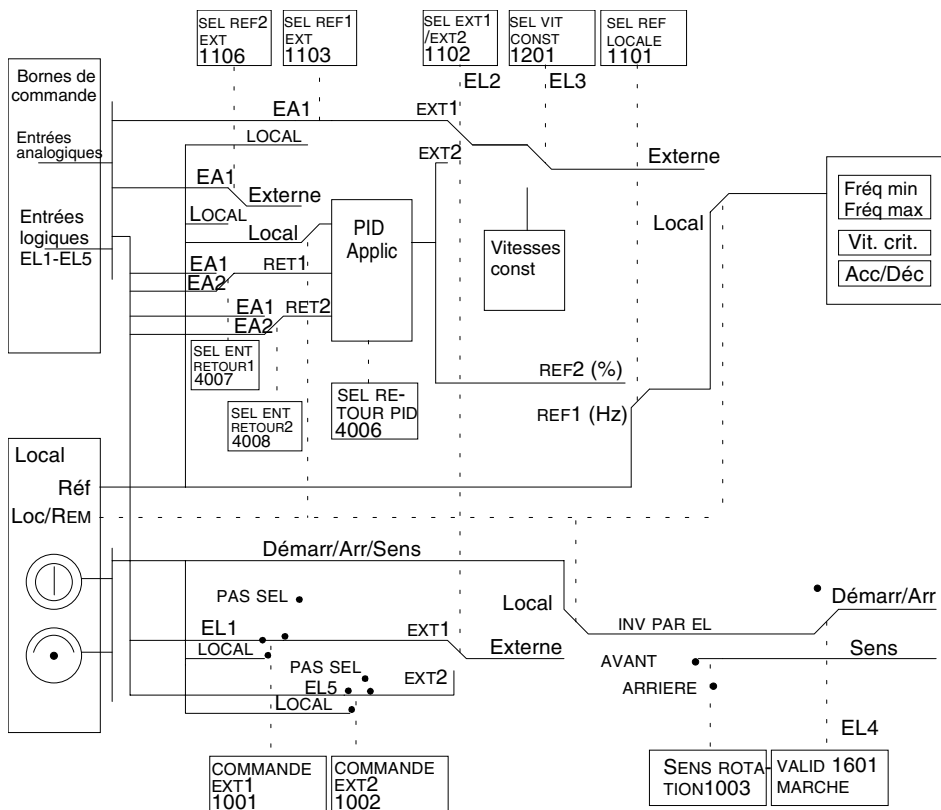 SEL REF2
EXT
1106
SEL REF1
EXT
1103
SEL EXT1
/EXT2
1102
SEL VIT
CONST
1201
SEL REF
LOCALE
1101
EL2
EL3
Bornes de
commande
Entrées
analogiques
Entrées
logiques
EL1-EL5
EA1
EXT1
LOCAL
EXT2
Externe
EA1
Externe
LOCAL
Local
PID
Applic
Vitesses
const
Local
Fréq min
Fréq max
Vit. crit.
Acc/Déc
EA1
RET1
EA2
EA1
RET2
EA2
SEL ENT
RETOUR1
4007
SEL ENT
RETOUR2
4008
SEL RE-
TOUR PID
4006
REF2 (%)
REF1 (Hz)
Local
Réf
Loc/REM
Démarr/Arr/Sens
PAS SEL
EL1
LOCAL
EXT1
Local
Externe
INV PAR EL
Démarr/Arr
Sens
AVANT
ARRIERE
PAS SEL
EL5
EXT2
LOCAL
EL4
COMMANDE
EXT1
1001
COMMANDE
EXT2
1002
SENS ROTA-
TION1003
VALID 1601
MARCHE